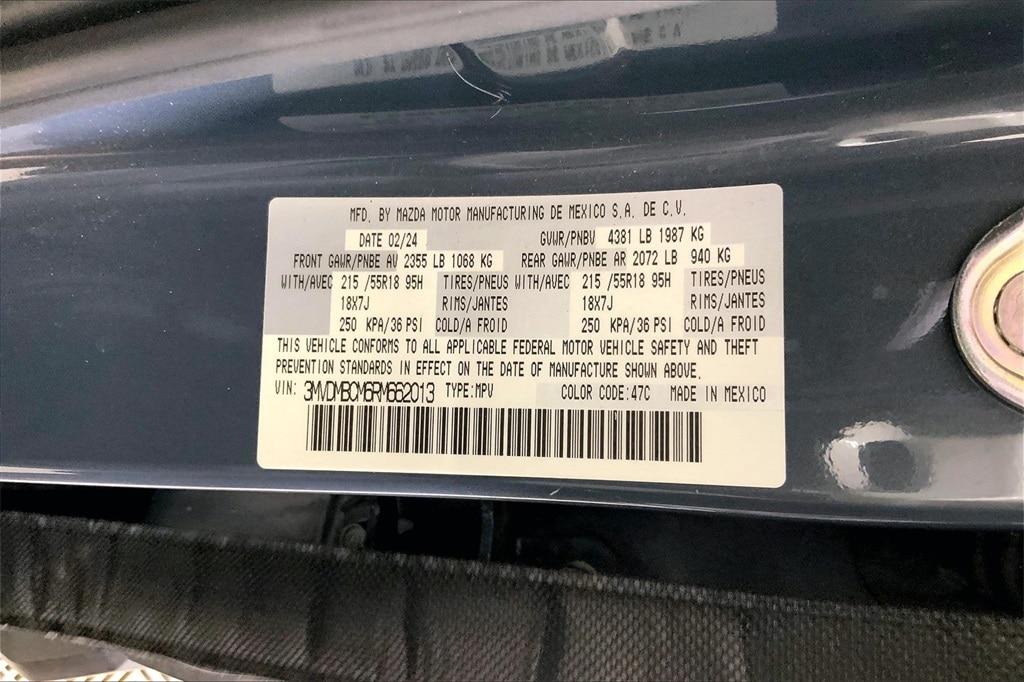 MFD. BY MAZDA MOTOR MANUFACTURING DE MEXICO S.A. DE C.V.
DATE 02/24 GVWR/PNBV 4381 LB 1987 KG
FRONT GAWR/PNBE AV 2355 LB 1068 KG REAR GAWR/PNBE AR 2072 LB 940 KG
WITH/AVEC 215 /55R18 95H TIRES/PNEUS WITH/AVEC 215 /55R18 95H TIRES/PNEUS
18X7J RIMS/JANTES 18X7J RIMS/JANTES
250 KPA/36 PSI COLD/A FROID 250 KPA/36 PSI COLD/A FROID
THIS VEHICLE CONFORMS TO ALL APPLICABLE FEDERAL MOTOR VEHICLE SAFETY AND THEFT
PREVENTION STANDARDS IN EFFECT ON THE DATE OF MANUFACTURE SHOWN ABOVE.
VIN: 3MVDMBCM6RM662013 TYPE:MPV COLOR CODE:47C MADE IN MEXICO